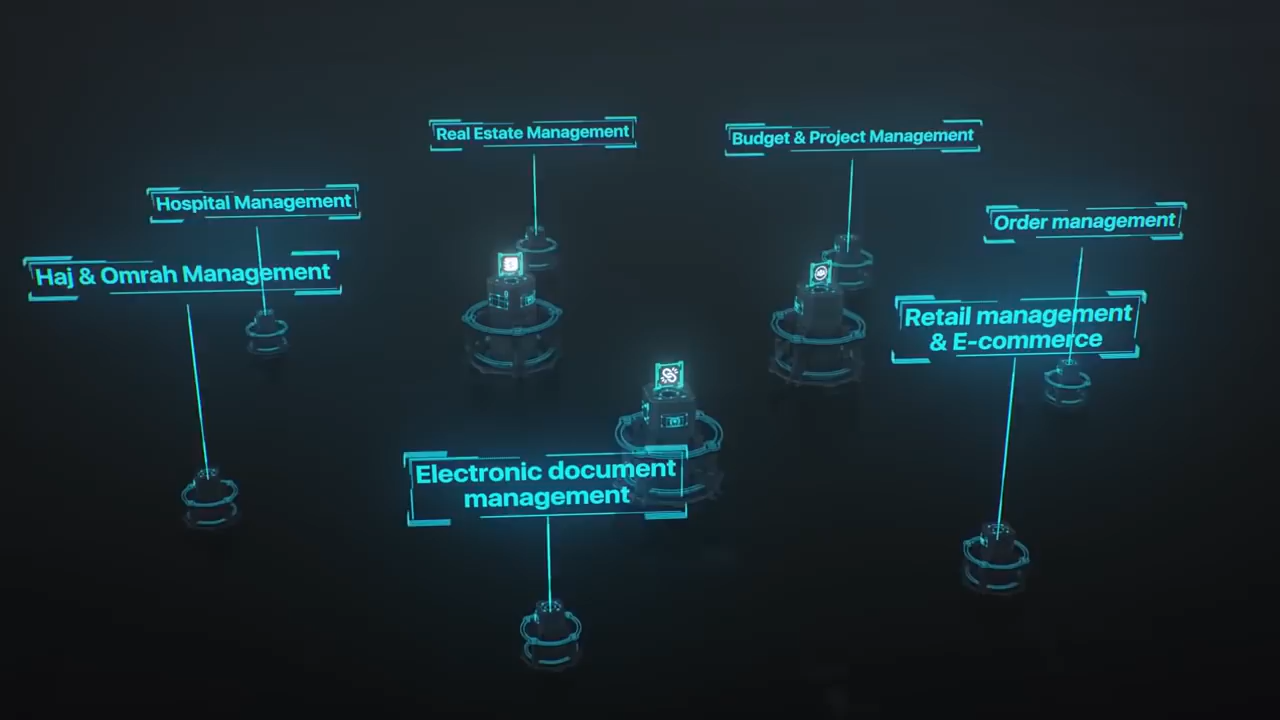 Real Estate Management
Budget & Project Management
Hospital Management
Order management
Haj & Omrah Management
Retail management
& E-commerce
Electronic document
management